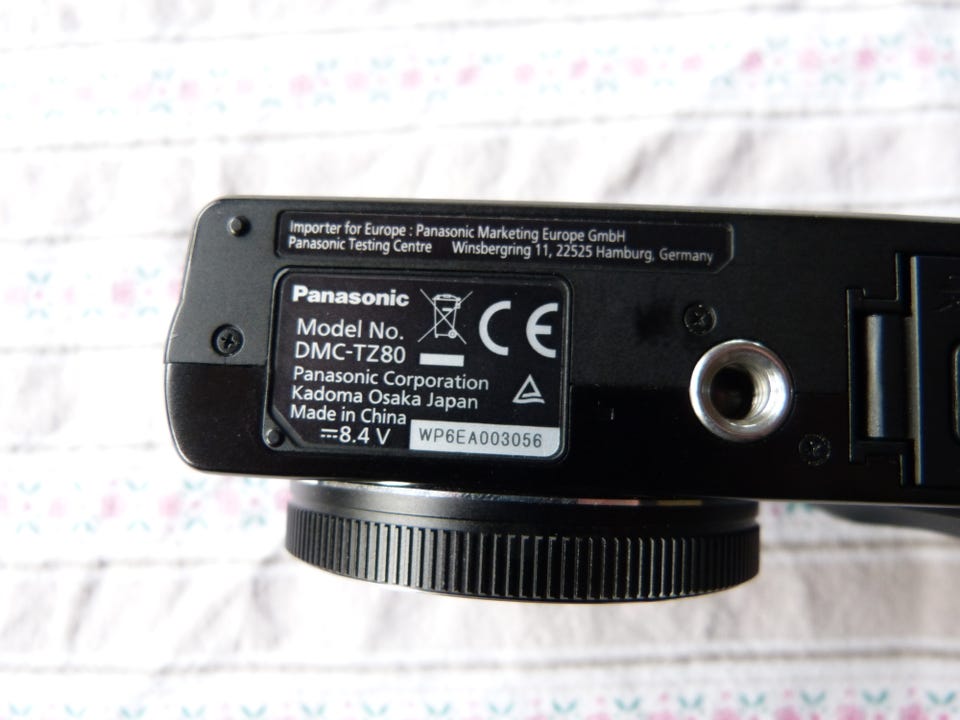 Importer for Europe : Panasonic Marketing Europe GmbH
Panasonic Testing Centre Winsbergring 11, 22525 Hamburg, Germany
Panasonic
CE
Model No.
DMC-TZ80
Panasonic Corporation
Kadoma Osaka Japan
Made in China
8.4 V WP6EA003056